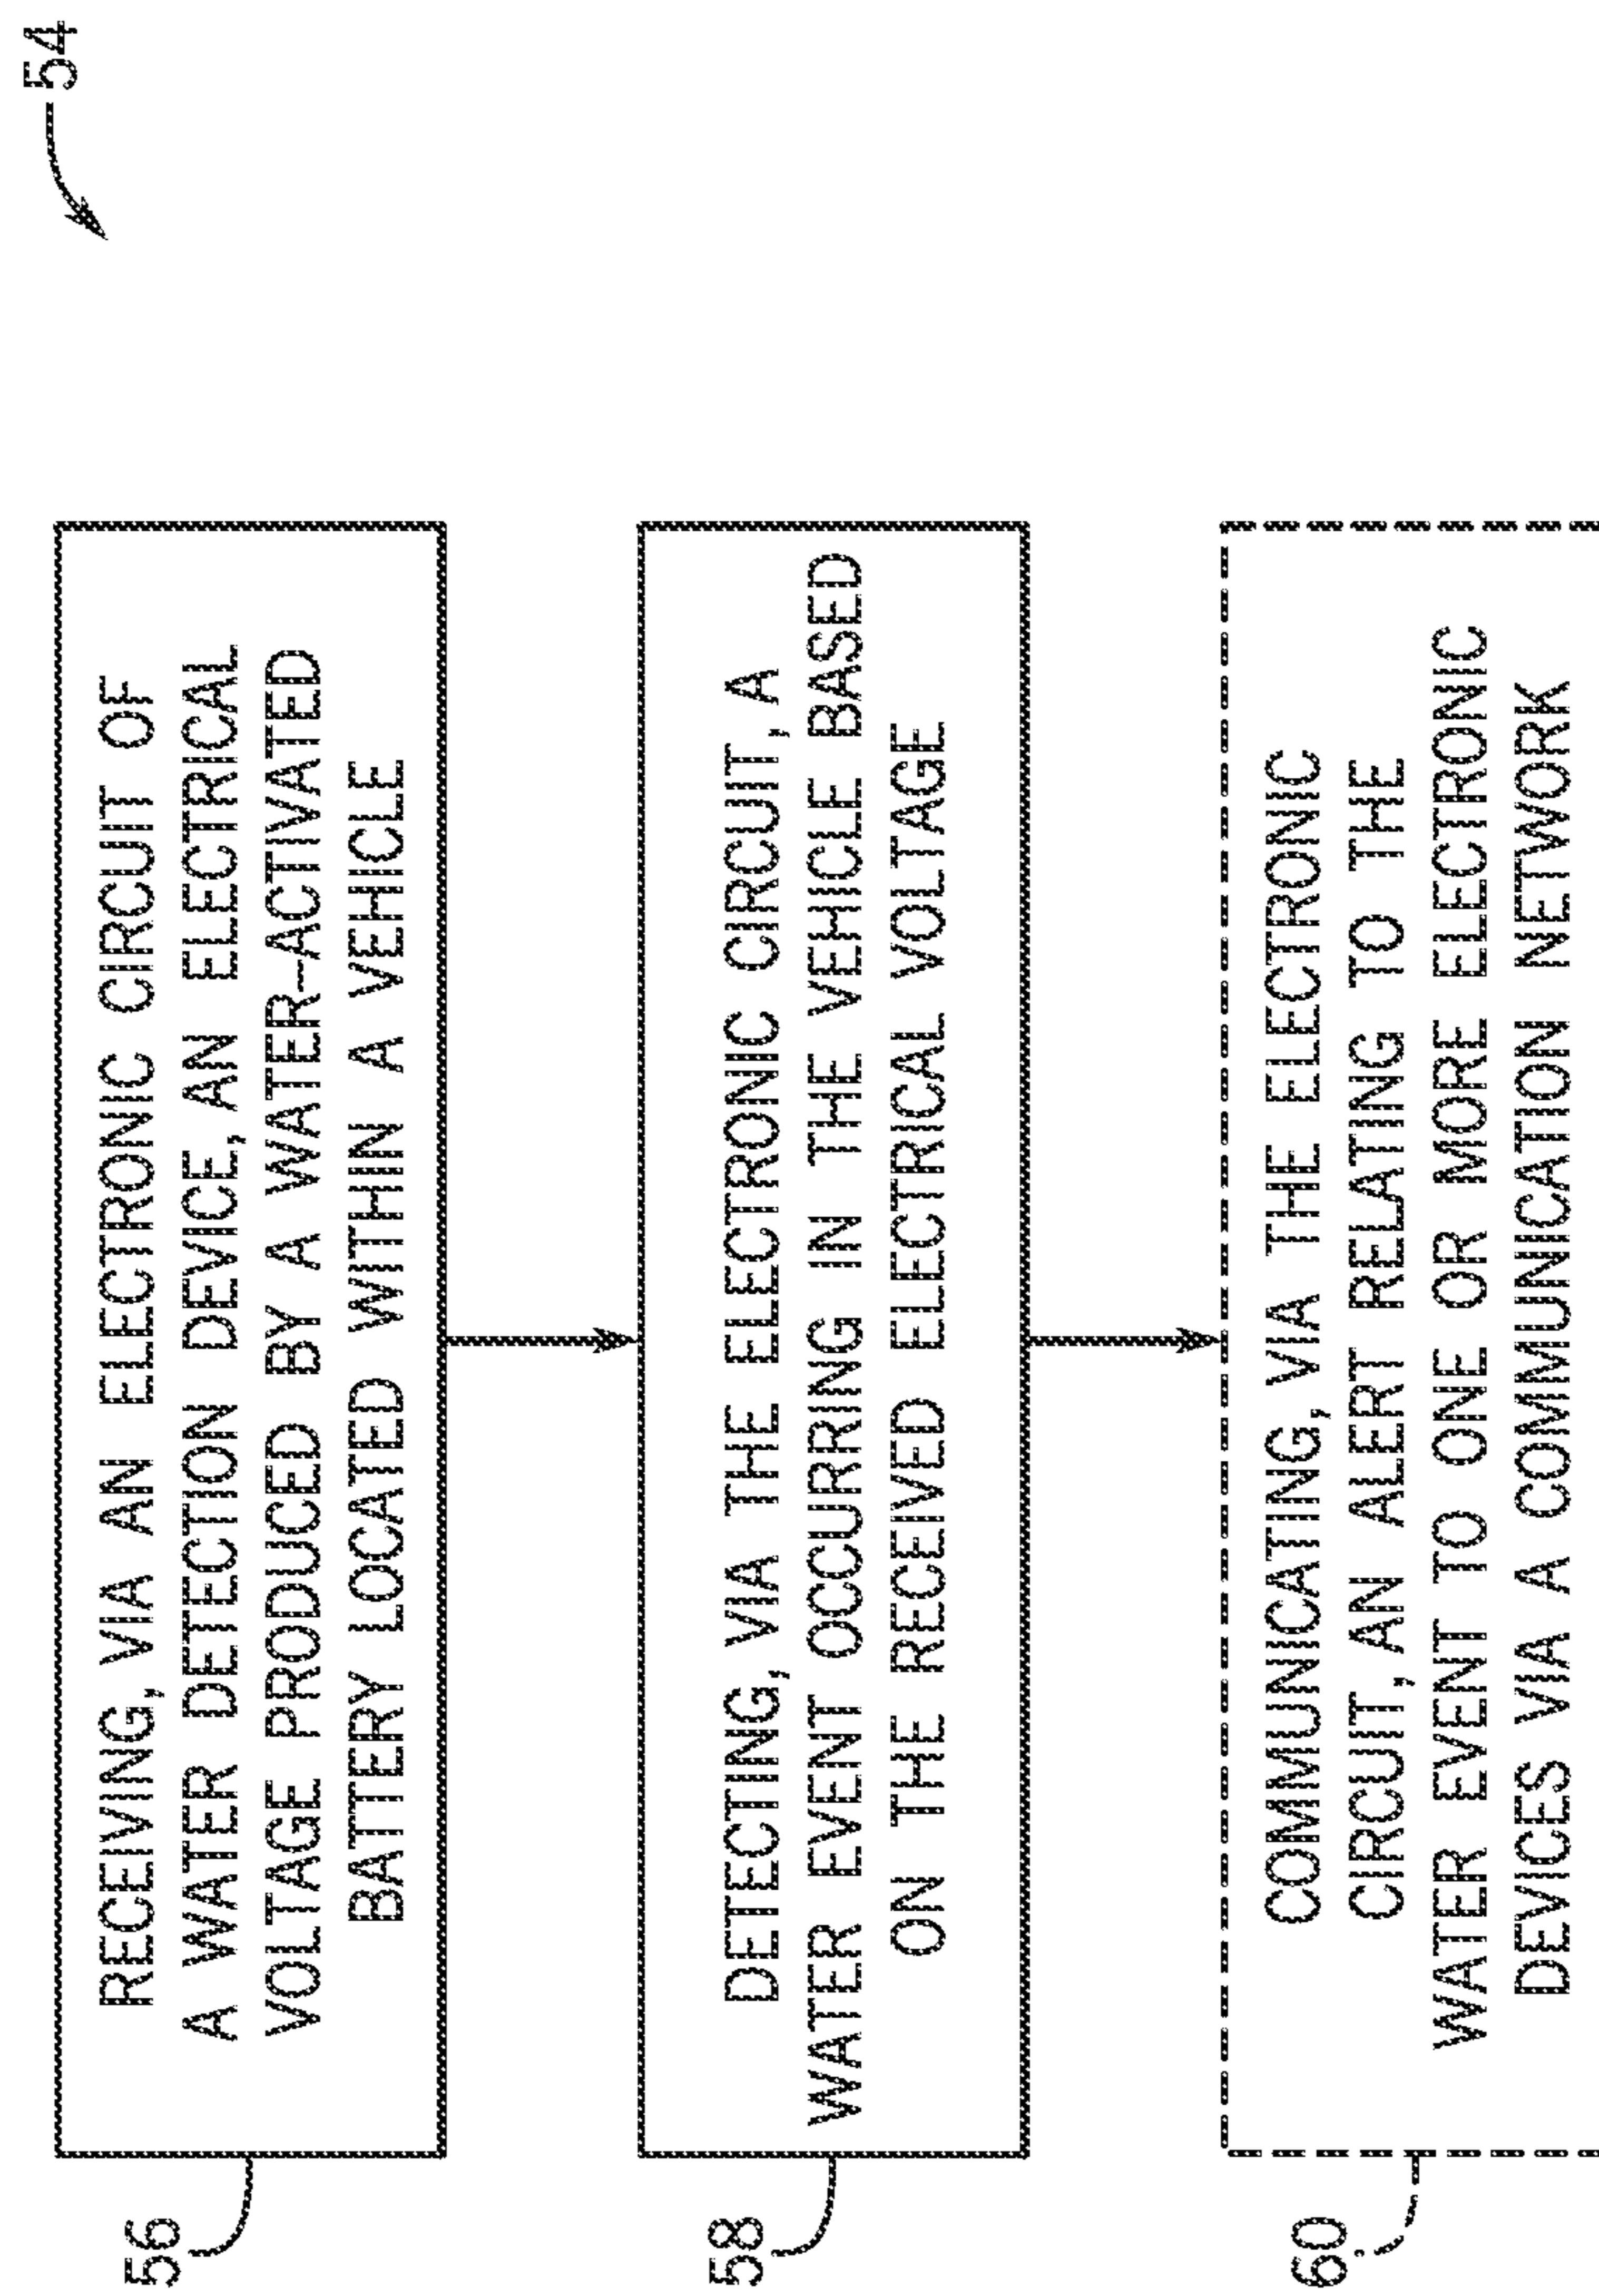 54
56
RECEIVING, VIA AN ELECTRONIC CIRCUIT OF
A WATER DETECTION DEVICE, AN ELECTRICAL
VOLTAGE PRODUCED BY A WATER-ACTIVATED
BATTERY LOCATED WITHIN A VEHICLE
58
DETECTING, VIA THE ELECTRONIC CIRCUIT, A
WATER EVENT OCCURRING IN THE VEHICLE BASED
ON THE RECEIVED ELECTRICAL VOLTAGE
60
COMMUNICATING, VIA THE ELECTRONIC
CIRCUIT, AN ALERT RELATING TO THE
WATER EVENT TO ONE OR MORE ELECTRONIC
DEVICES VIA A COMMUNICATION NETWORK